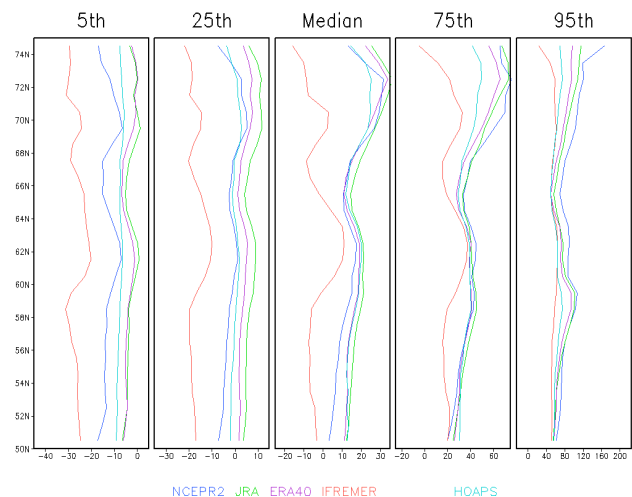 5th 25th Median 75th 95th
74N
72N
70N
68N
66N
64N
62N
60N
58N
56N
54N
52N
50N
-40 -30 -20 -10 0 -20 -10 0 10 -20 -10 0 10 20 30 -20 0 20 40 60 0 40 80 120 160 200
NCEPR2 JRA ERA40 IFREMER HOAPS